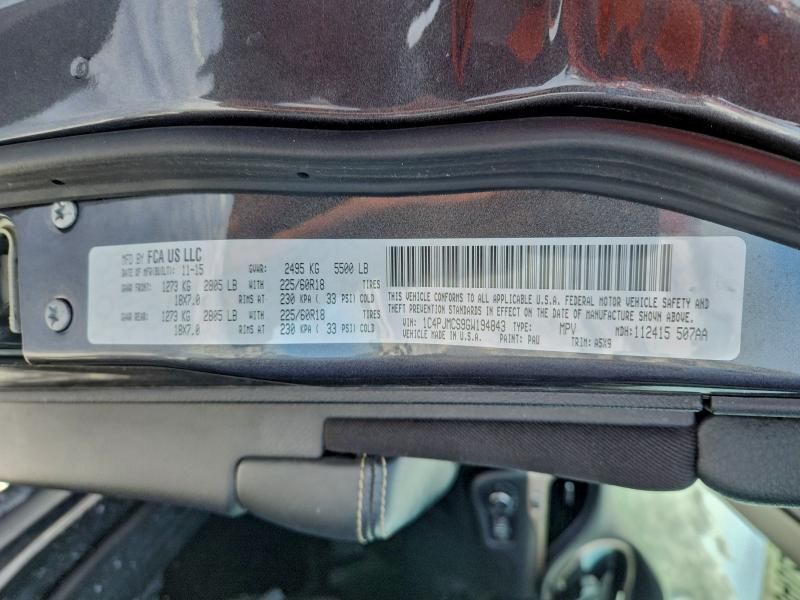 MFD BY FCA US LLC
DATE OF MFR(BUILT): 11-15 GVWR: 2495 KG 5500 LB
GAWR FRONT: 1273 KG 2805 LB WITH 225/60R18 TIRES
18X7.0 RIMS AT 230 KPA ( 33 PSI) COLD
GAWR REAR: 1273 KG 2805 LB WITH 225/60R18 TIRES
18X7.0 RIMS AT 230 KPA ( 33 PSI) COLD
THIS VEHICLE CONFORMS TO ALL APPLICABLE U.S.A. FEDERAL MOTOR VEHICLE SAFETY AND
THEFT PREVENTION STANDARDS IN EFFECT ON THE DATE OF MANUFACTURE SHOWN ABOVE.
VIN: 1C4PJMCS9GW194843 TYPE: MPV MDH: 112415 507AA
VEHICLE MADE IN U.S.A. PAINT: PAU TRIM: A5X9